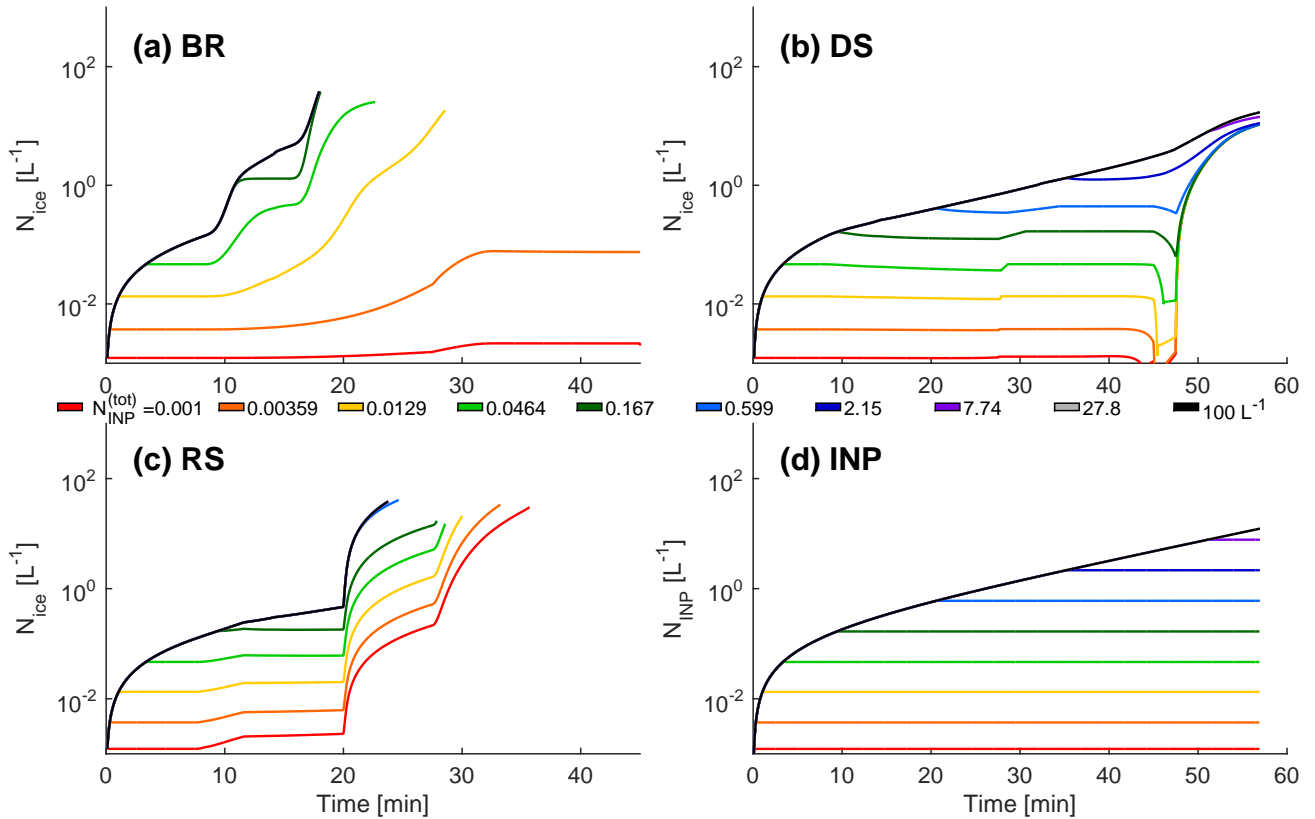 (a) BR
(b) DS
10^2
10^0
10^-2
N_ice [L^-1]
0 10 20 30 40
10^2
10^0
10^-2
N_ice [L^-1]
0 10 20 30 40 50 60
N_INP^(tot) =0.001 0.00359 0.0129 0.0464 0.167 0.599 2.15 7.74 27.8 100 L^-1
(c) RS
(d) INP
10^2
10^0
10^-2
N_ice [L^-1]
0 10 20 30 40
Time [min]
10^2
10^0
10^-2
N_INP [L^-1]
0 10 20 30 40 50 60
Time [min]